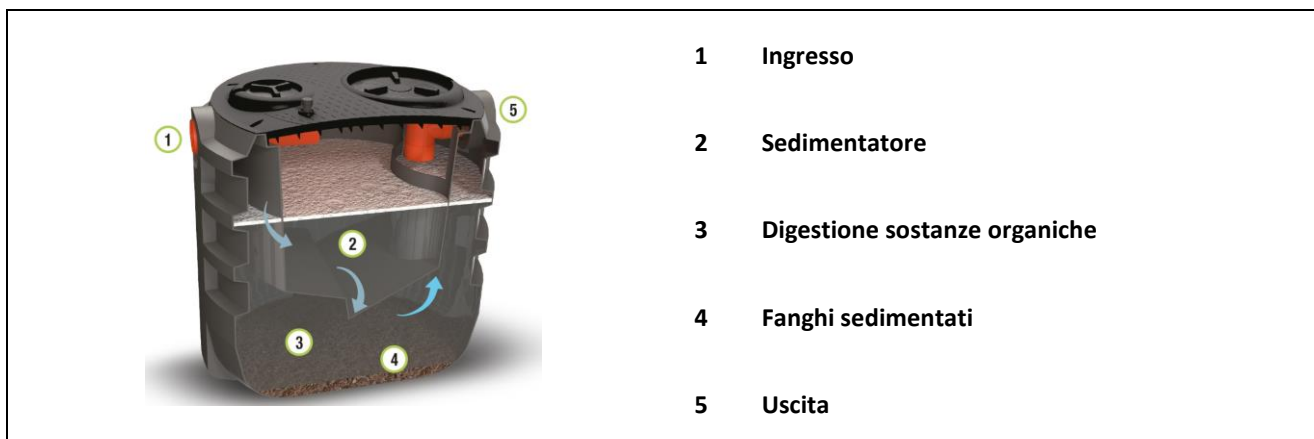 1 Ingresso
2 Sedimentatore
3 Digestione sostanze organiche
4 Fanghi sedimentati
5 Uscita
1
5
2
3
4